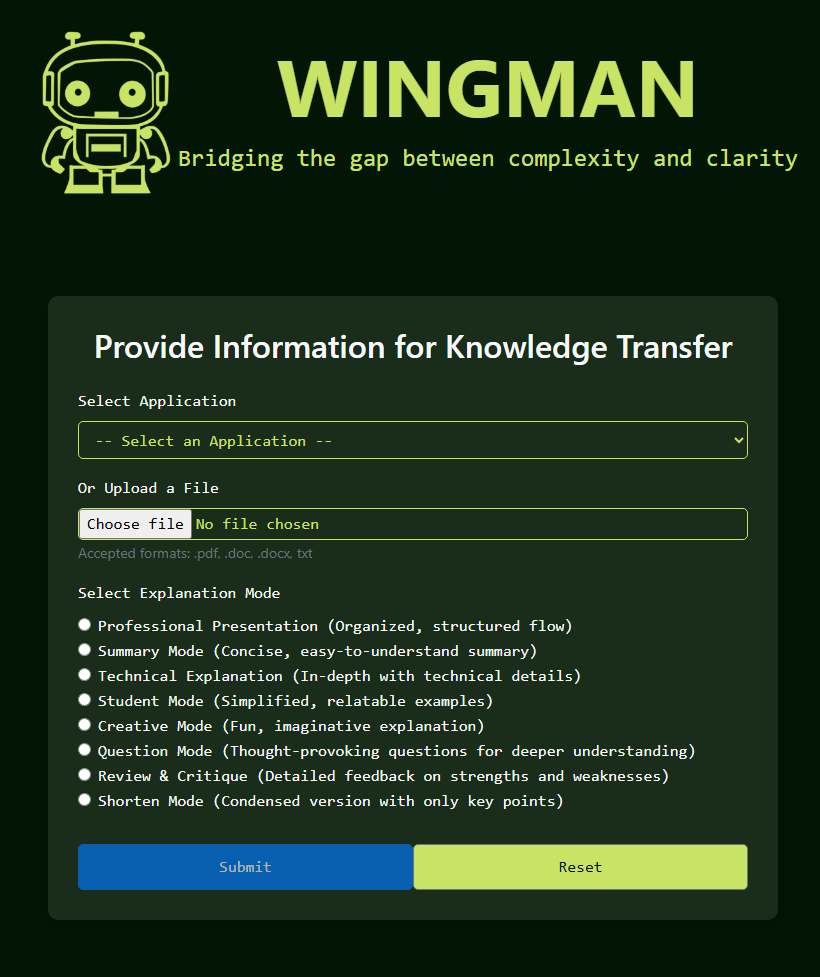 WINGMAN
Bridging the gap between complexity and clarity
Provide Information for Knowledge Transfer
Select Application
-- Select an Application --
Or Upload a File
Choose file No file chosen
Accepted formats: .pdf, .doc, .docx, txt
Select Explanation Mode
Professional Presentation (Organized, structured flow)
Summary Mode (Concise, easy-to-understand summary)
Technical Explanation (In-depth with technical details)
Student Mode (Simplified, relatable examples)
Creative Mode (Fun, imaginative explanation)
Question Mode (Thought-provoking questions for deeper understanding)
Review & Critique (Detailed feedback on strengths and weaknesses)
Shorten Mode (Condensed version with only key points)
Submit Reset